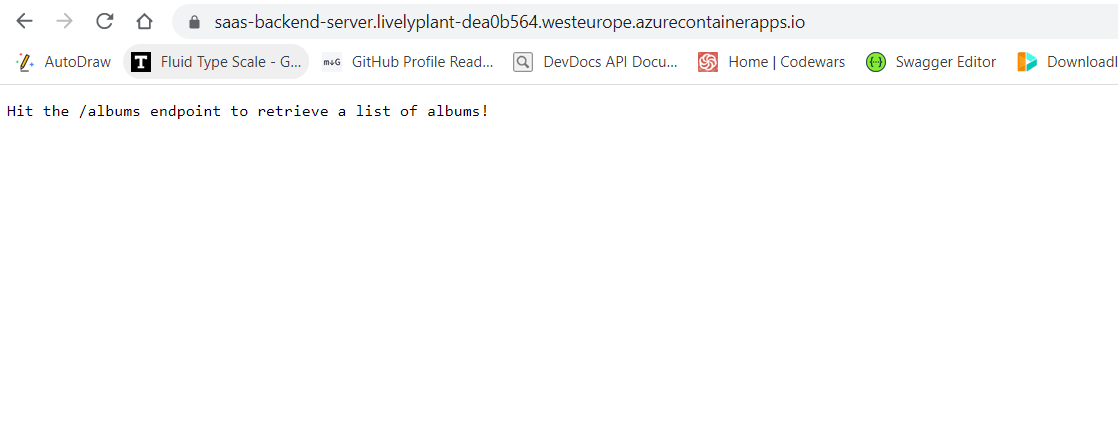 saas-backend-server.livelyplant-dea0b564.westeurope.azurecontainerapps.io
AutoDraw Fluid Type Scale - G... m↓G GitHub Profile Read... DevDocs API Docu... Home | Codewars {··} Swagger Editor Downloadl
Hit the /albums endpoint to retrieve a list of albums!